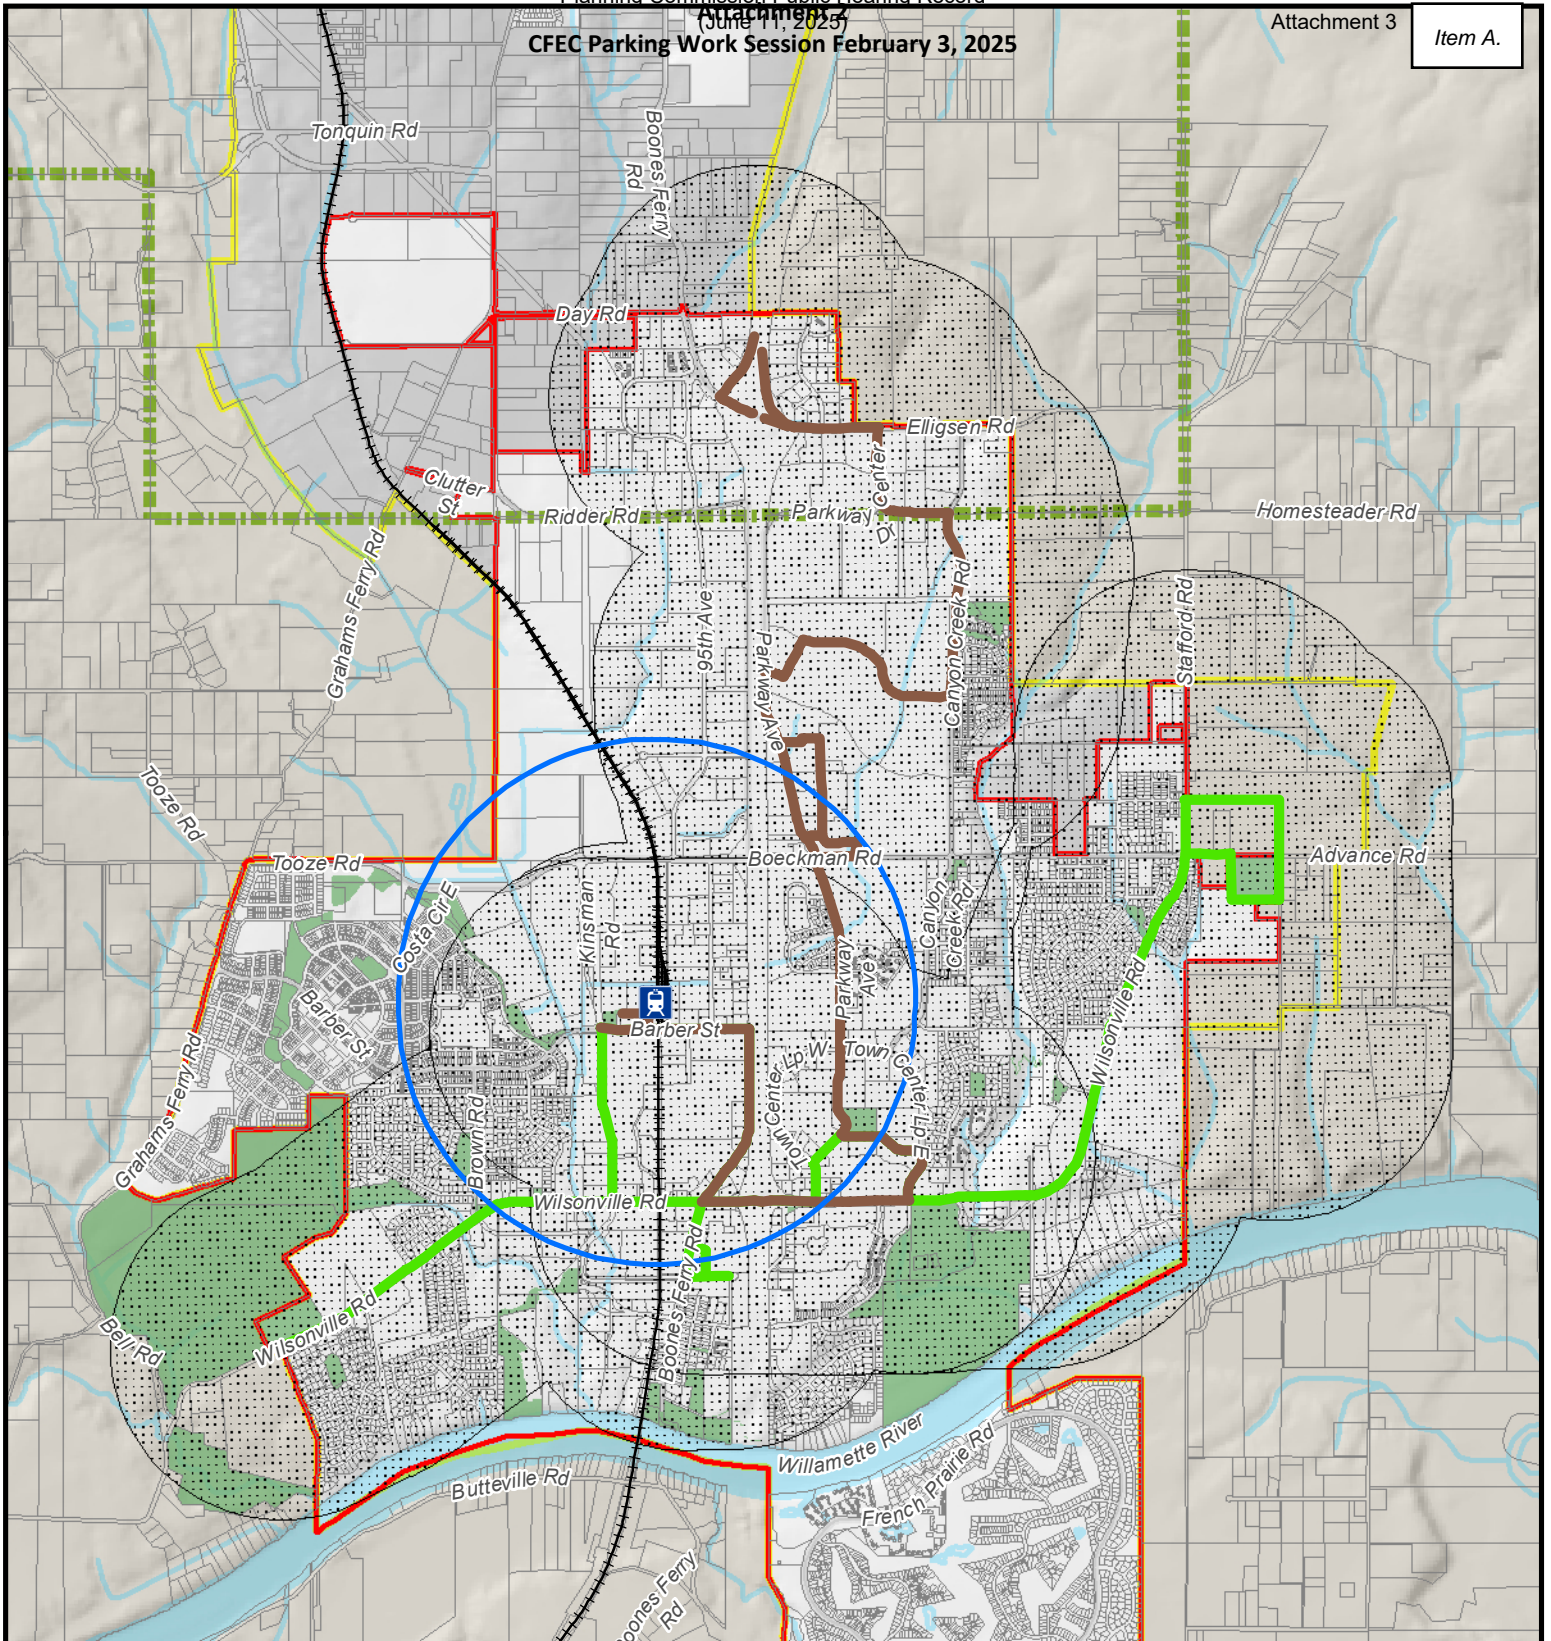 Planning Commission Public Hearing Record
Attachment 2
(June 11, 2025)
CFEC Parking Work Session February 3, 2025
Attachment 3
Item A.
Tonquin Rd
Boones Ferry
Rd
Day Rd
Elligsen Rd
Clutter
St
Center
Ridder Rd
Parkway
Dr
Homesteader Rd
Grahams Ferry Rd
95th Ave
Parkway Ave
Canyon Creek Rd
Stafford Rd
Tooze Rd
Tooze Rd
Boeckman Rd
Advance Rd
Costa Cir E
Kinsman
Rd
Canyon
Creek Rd
Parkway
Ave
Barber St
Barber St
Wilsonville Rd
Town Center Lp W
Town Center Lp E
Grahams Ferry Rd
Brown Rd
Wilsonville Rd
Boones Ferry Rd
Bell Rd
Wilsonville Rd
Willamette River
Butteville Rd
French Prairie Rd
Boones Ferry
Rd